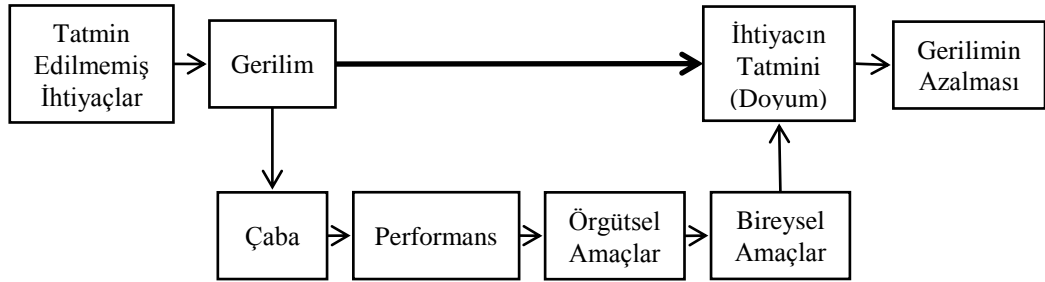 Tatmin
Edilmemiş
İhtiyaçlar
Gerilim
İhtiyacın
Tatmini
(Doyum)
Gerilimin
Azalması
Çaba
Performans
Örgütsel
Amaçlar
Bireysel
Amaçlar